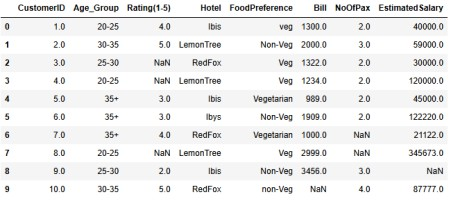 CustomerID Age_Group Rating(1-5) Hotel FoodPreference Bill NoOfPax EstimatedSalary
0 1.0 20-25 4.0 Ibis veg 1300.0 2.0 40000.0
1 2.0 30-35 5.0 LemonTree Non-Veg 2000.0 3.0 59000.0
2 3.0 25-30 NaN RedFox Veg 1322.0 2.0 30000.0
3 4.0 20-25 NaN LemonTree Veg 1234.0 2.0 120000.0
4 5.0 35+ 3.0 Ibis Vegetarian 989.0 2.0 45000.0
5 6.0 35+ 3.0 Ibys Non-Veg 1909.0 2.0 122220.0
6 7.0 35+ 4.0 RedFox Vegetarian 1000.0 NaN 21122.0
7 8.0 20-25 NaN LemonTree Veg 2999.0 NaN 345673.0
8 9.0 25-30 2.0 Ibis Non-Veg 3456.0 3.0 NaN
9 10.0 30-35 5.0 RedFox non-Veg NaN 4.0 87777.0